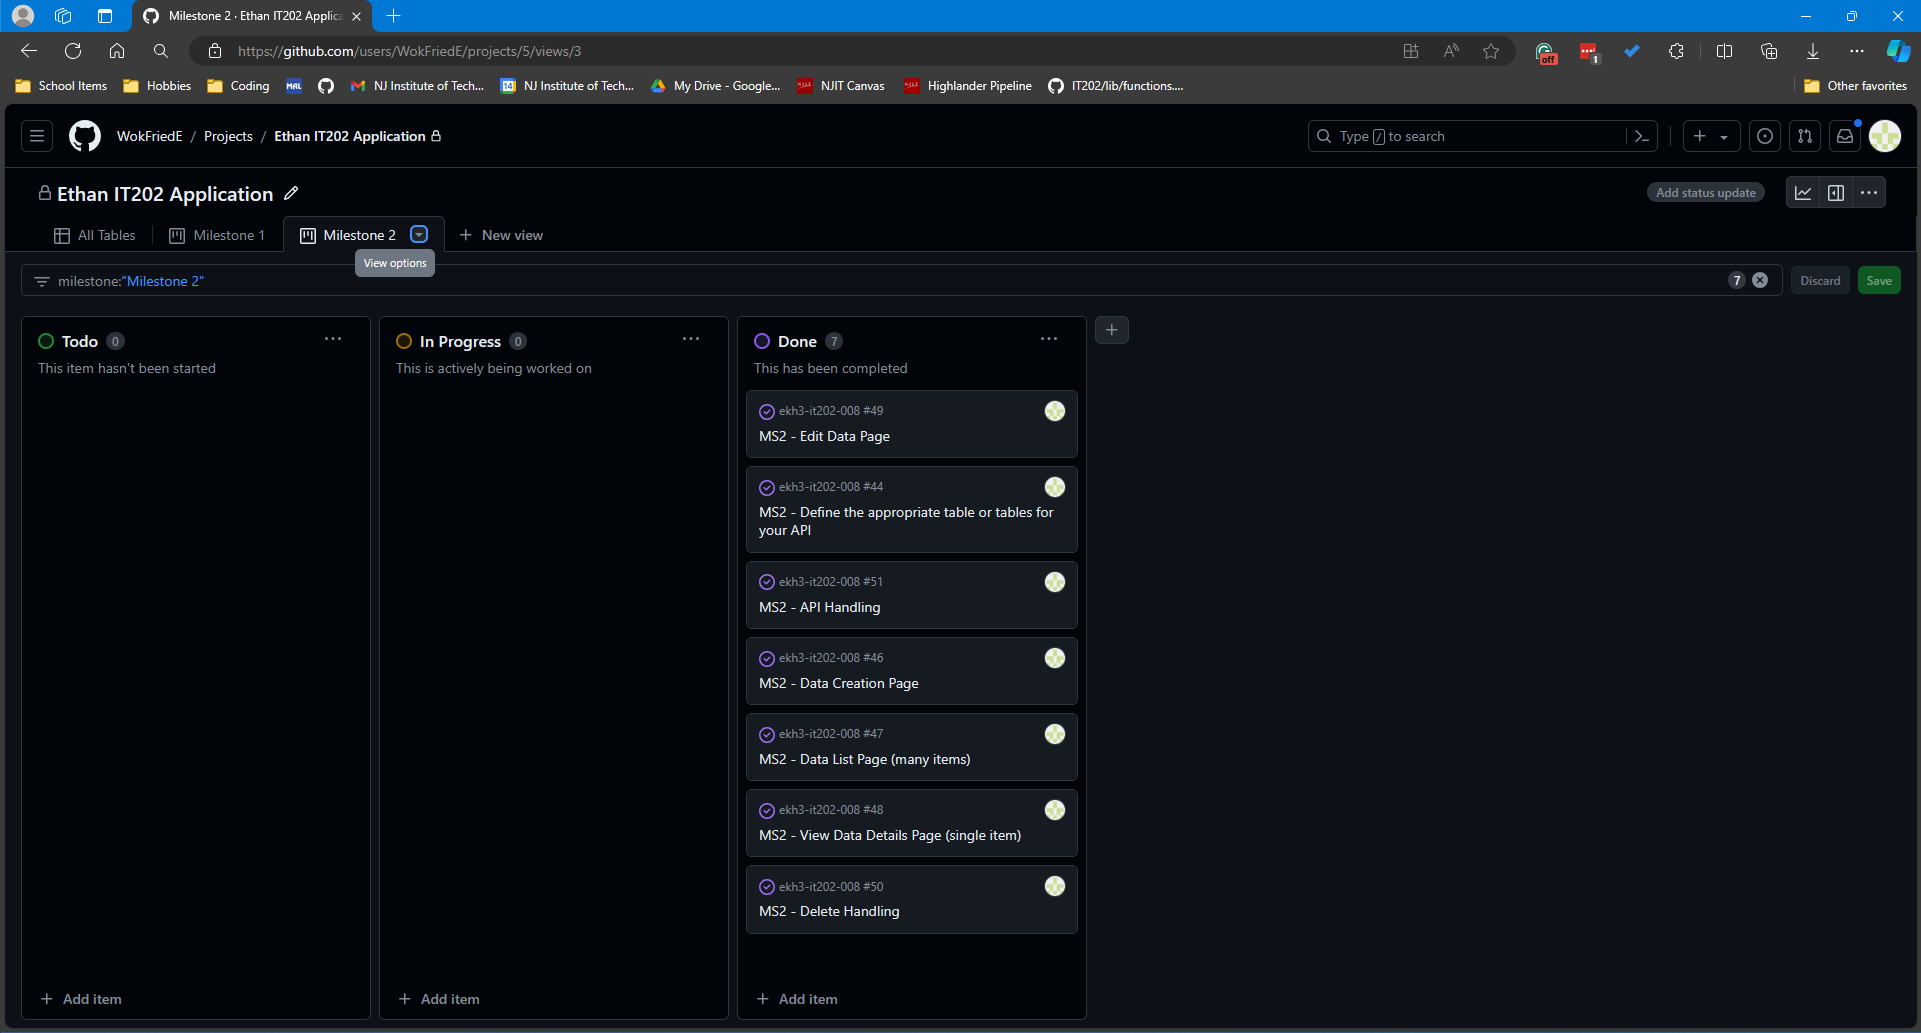 Milestone 2 · Ethan IT202 Applica
https://github.com/users/WokFriedE/projects/5/views/3
off
1
School Items
Hobbies
Coding
MAL
NJ Institute of Tech...
14
NJ Institute of Tech...
My Drive - Google...
NJIT Canvas
Highlander Pipeline
IT202/lib/functions....
Other favorites
WokFriedE / Projects / Ethan IT202 Application
Type / to search
Ethan IT202 Application
Add status update
All Tables
Milestone 1
Milestone 2
New view
View options
milestone:"Milestone 2"
7
Discard
Save
Todo 0
This item hasn't been started
Add item
In Progress 0
This is actively being worked on
Add item
Done 7
This has been completed
ekh3-it202-008 #49
MS2 - Edit Data Page
ekh3-it202-008 #44
MS2 - Define the appropriate table or tables for
your API
ekh3-it202-008 #51
MS2 - API Handling
ekh3-it202-008 #46
MS2 - Data Creation Page
ekh3-it202-008 #47
MS2 - Data List Page (many items)
ekh3-it202-008 #48
MS2 - View Data Details Page (single item)
ekh3-it202-008 #50
MS2 - Delete Handling
Add item